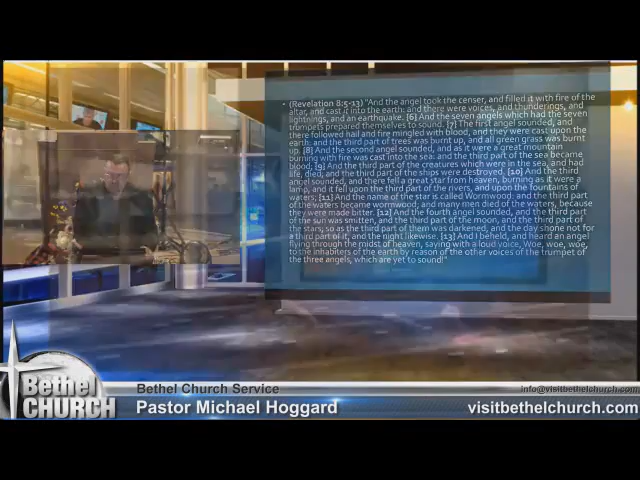 • (Revelation 8:5-13) "And the angel took the censer, and filled it with fire of the
altar, and cast it into the earth: and there were voices, and thunderings, and
lightnings, and an earthquake. [6] And the seven angels which had the seven
trumpets prepared themselves to sound. [7] The first angel sounded, and
there followed hail and fire mingled with blood, and they were cast upon the
earth: and the third part of trees was burnt up, and all green grass was burnt
up. [8] And the second angel sounded, and as it were a great mountain
burning with fire was cast into the sea: and the third part of the sea became
blood; [9] And the third part of the creatures which were in the sea, and had
life, died; and the third part of the ships were destroyed. [10] And the third
angel sounded, and there fell a great star from heaven, burning as it were a
lamp, and it fell upon the third part of the rivers, and upon the fountains of
waters; [11] And the name of the star is called Wormwood: and the third part
of the waters became wormwood; and many men died of the waters, because
they were made bitter. [12] And the fourth angel sounded, and the third part
of the sun was smitten, and the third part of the moon, and the third part of
the stars; so as the third part of them was darkened, and the day shone not for
a third part of it, and the night likewise. [13] And I beheld, and heard an angel
flying through the midst of heaven, saying with a loud voice, Woe, woe, woe,
to the inhabiters of the earth by reason of the other voices of the trumpet of
the three angels, which are yet to sound!"
Bethel
CHURCH
Bethel Church Service
info@visitbethelchurch.com
Pastor Michael Hoggard
visitbethelchurch.com